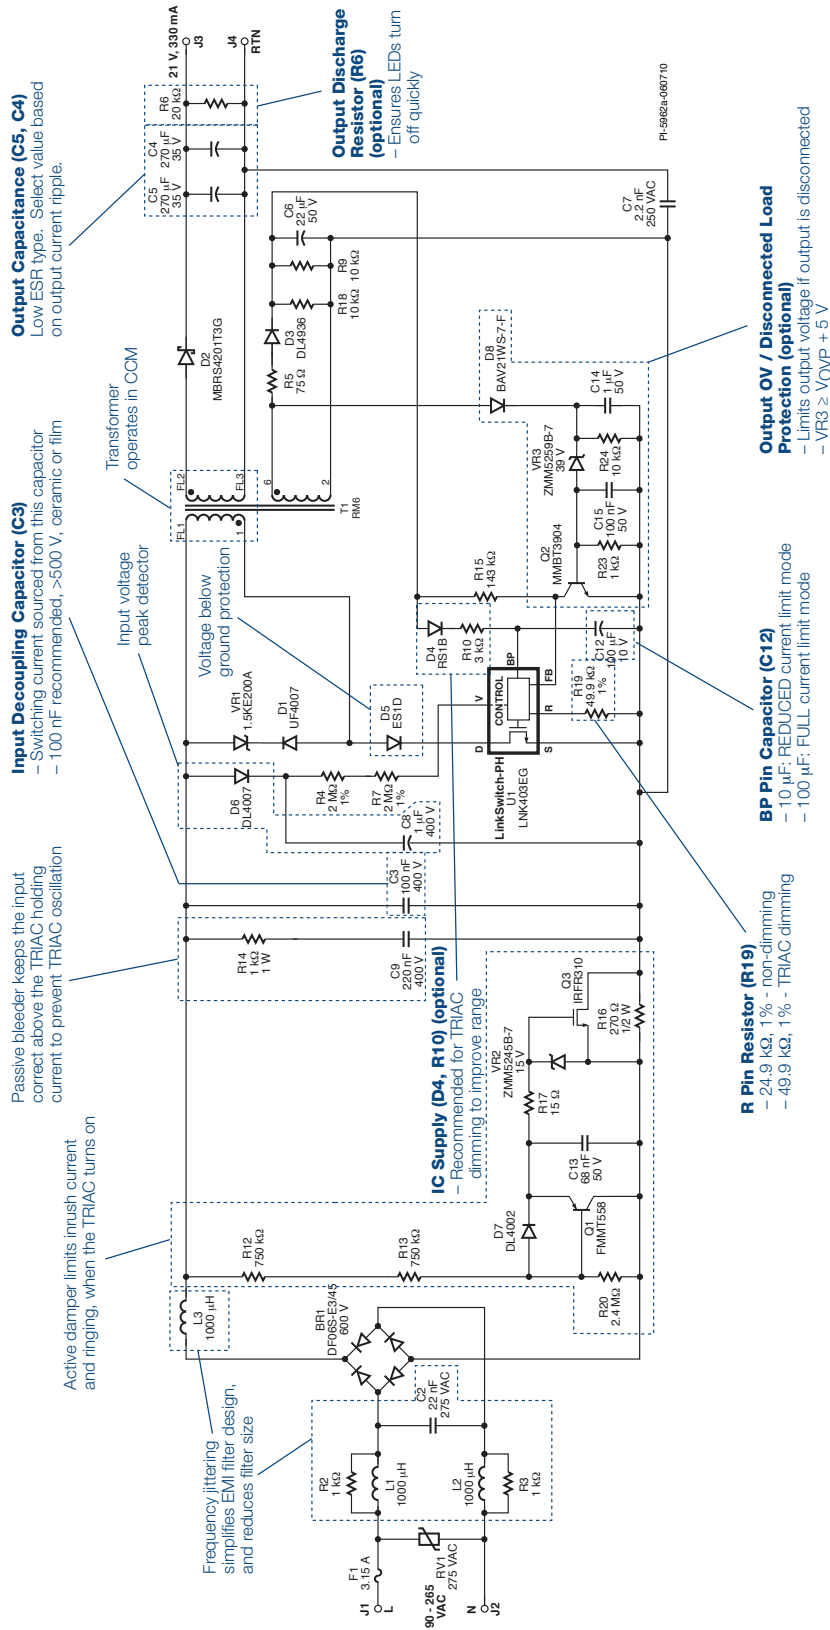 Output Capacitance (C5, C4)
Low ESR type.  Select value based
on output current ripple.
Transformer
operates in CCM
Input Decoupling Capacitor (C3)
– Switching current sourced from this capacitor
– 100 nF recommended, >500 V, ceramic or film
Input voltage
peak detector
Voltage below
ground protection
Passive bleeder keeps the input
correct above the TRIAC holding
current to prevent TRIAC oscillation
Active damper limits inrush current
and ringing, when the TRIAC turns on
Frequency jittering
simplifies EMI filter design,
and reduces filter size
IC Supply (D4, R10) (optional)
– Recommended for TRIAC
dimming to improve range
Output Discharge
Resistor (R6)
(optional)
– Ensures LEDs turn
off quickly
Output OV / Disconnected Load
Protection (optional)
– Limits output voltage if output is disconnected
– VR3 ≥ VOVP + 5 V
BP Pin Capacitor (C12)
– 10 µF: REDUCED current limit mode
– 100 µF: FULL current limit mode
R Pin Resistor (R19)
– 24.9 kΩ, 1% - non-dimming
– 49.9 kΩ, 1% - TRIAC dimming
J1
L
F1
3.15 A
90 - 265
VAC
RV1
275 VAC
N
J2
R2
1 kΩ
L1
1000 µH
L2
1000 µH
R3
1 kΩ
C2
22 nF
275 VAC
BR1
DF06S-E3/45
600 V
L3
1000 µH
R12
750 kΩ
R13
750 kΩ
R20
2.4 MΩ
D7
DL4002
Q1
FMMT558
C13
68 nF
50 V
R17
15 Ω
VR2
ZMM5245B-7
15 V
Q3
IRFR310
R16
270 Ω
1/2 W
R14
1 kΩ
1 W
C9
220 nF
400 V
C3
100 nF
400 V
C8
1 µF
400 V
D6
DL4007
R4
2 MΩ
1%
R7
2 MΩ
1%
VR1
1.5KE200A
D1
UF4007
D5
ES1D
LinkSwitch-PH
U1
LNK403EG
CONTROL
D
S
V
BP
R
FB
D4
RS1B
R10
3 kΩ
R15
143 kΩ
R19
49.9 kΩ
1%
C12
100 µF
10 V
Q2
MMBT3904
R23
1 kΩ
C15
100 nF
50 V
VR3
ZMM5259B-7
39 V
R24
10 kΩ
C14
1 µF
50 V
D8
BAV21WS-7-F
FL1
1
FL2
FL3
6
2
T1
RM6
R5
75 Ω
D3
DL4936
R18
10 kΩ
R9
10 kΩ
C6
22 µF
50 V
C7
2.2 nF
250 VAC
D2
MBRS4201T3G
C5
270 µF
35 V
C4
270 µF
35 V
R6
20 kΩ
21 V, 330 mA
J3
J4
RTN
PI-5962a-060710